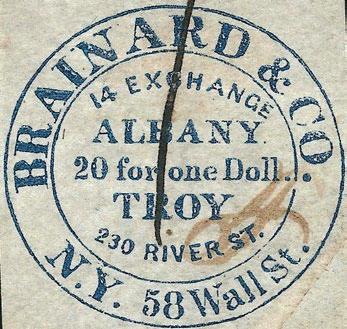 BRAINARD & CO
14 EXCHANGE
ALBANY
20 for one Doll...
TROY
230 RIVER ST.
N.Y. 58 Wall St.